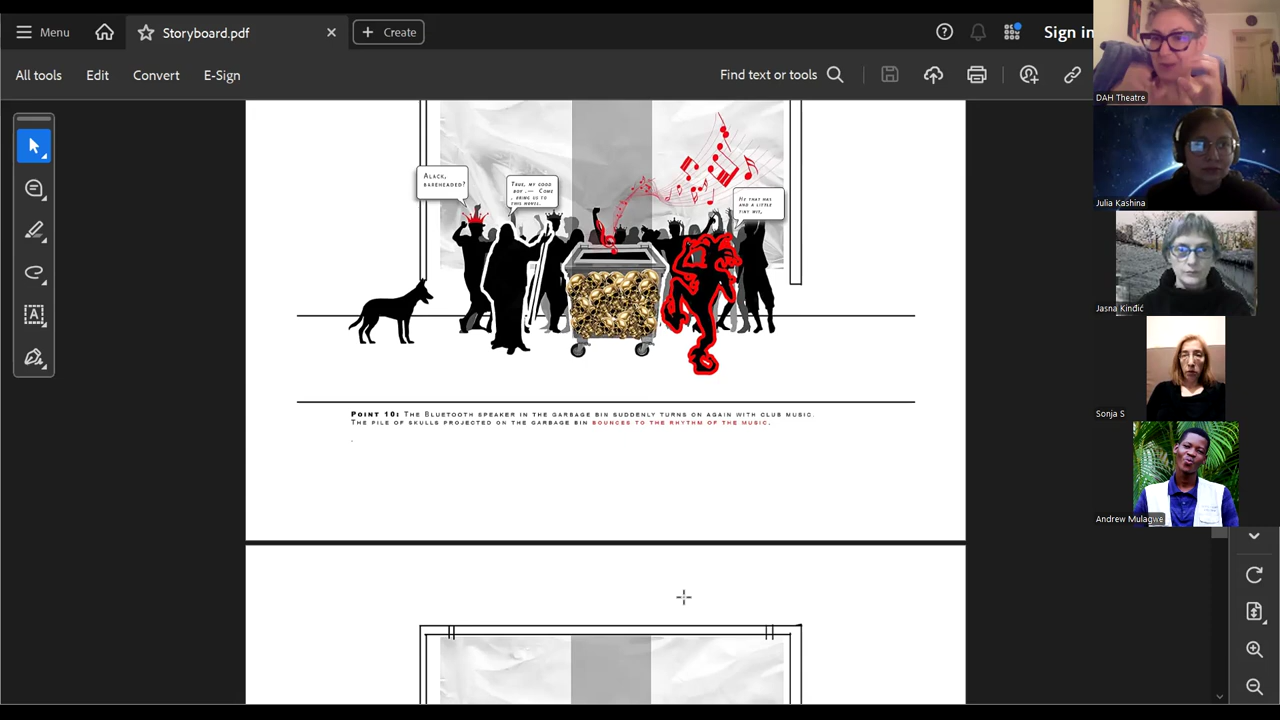 Menu
Storyboard.pdf
Create
Sign in
All tools
Edit
Convert
E-Sign
Find text or tools
DAH Theatre
Julia Kashina
Jasna Kindić
Sonja S
Andrew Mulagwe
Alack,
bareheaded?
True, my good
boy.— Come
, bring us to
this hovel.
He that has
and a little
tiny wit,
Point 10: The Bluetooth speaker in the garbage bin suddenly turns on again with club music.
The pile of skulls projected on the garbage bin bounces to the rhythm of the music.